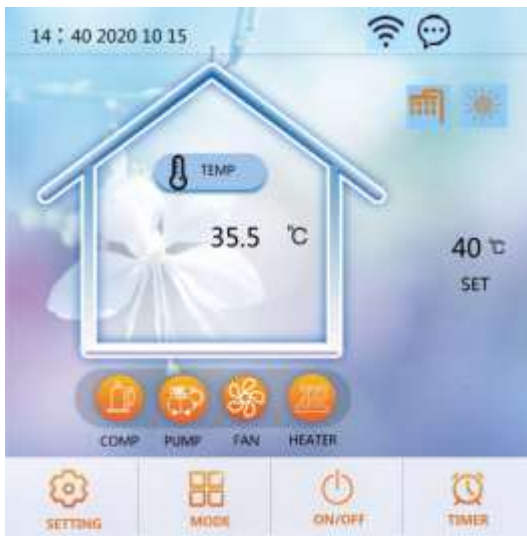 14：40 2020 10 15
TEMP
35.5 ℃
40 ℃
SET
COMP PUMP FAN HEATER
SETTING MODE ON/OFF TIMER